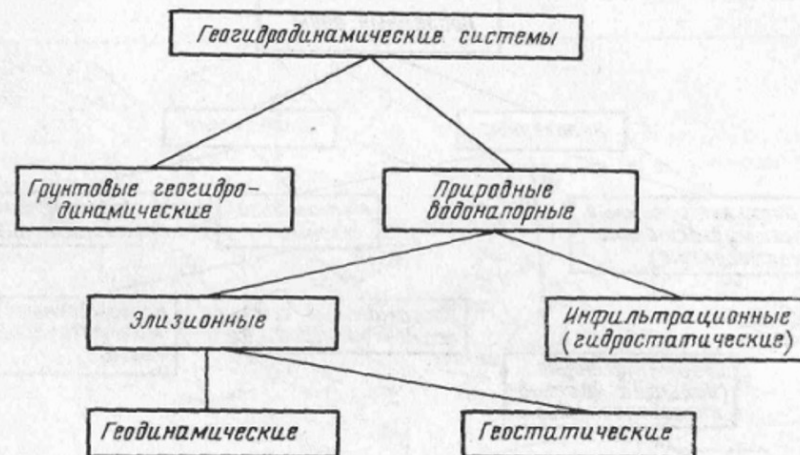 Геогидродинамические системы
Грунтовые геогидро-
динамические
Природные
водонапорные
Элизионные
Инфильтрационные
(гидростатические)
Геодинамические
Геостатические